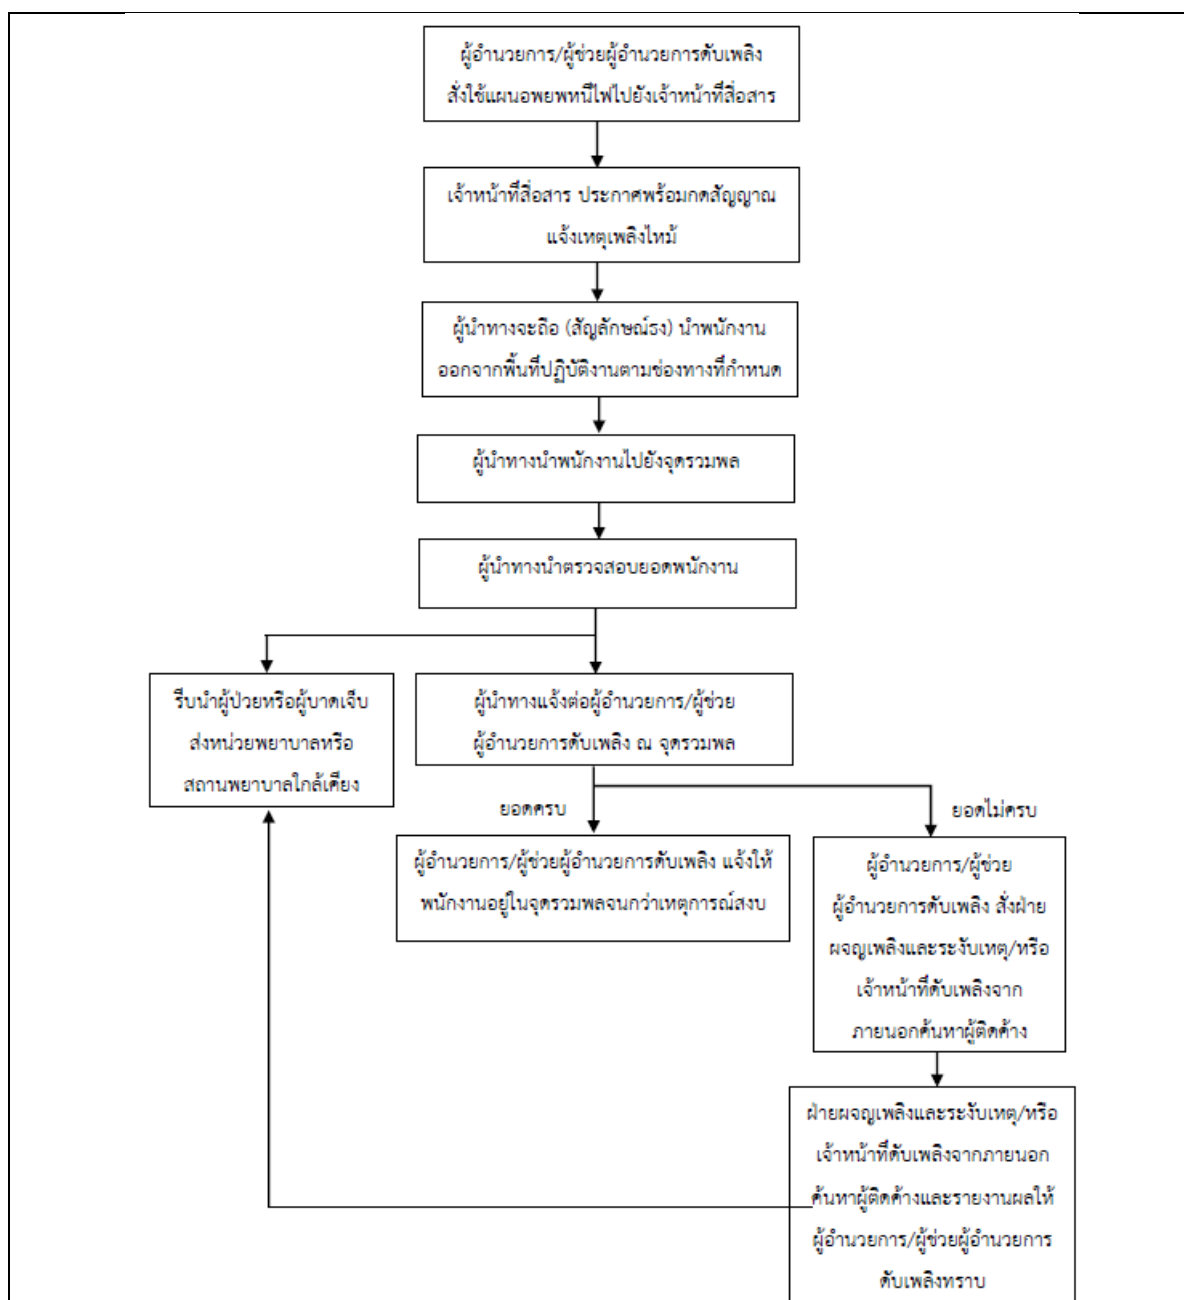 ผู้อำนวยการ/ผู้ช่วยผู้อำนวยการดับเพลิง
สั่งใช้แผนอพยพหนีไฟไปยังเจ้าหน้าที่สื่อสาร
เจ้าหน้าที่สื่อสาร ประกาศพร้อมกดสัญญาณ
แจ้งเหตุเพลิงไหม้
ผู้นำทางจะถือ (สัญลักษณ์ธง) นำพนักงาน
ออกจากพื้นที่ปฏิบัติงานตามช่องทางที่กำหนด
ผู้นำทางนำพนักงานไปยังจุดรวมพล
ผู้นำทางนำตรวจสอบยอดพนักงาน
รีบนำผู้ป่วยหรือผู้บาดเจ็บ
ส่งหน่วยพยาบาลหรือ
สถานพยาบาลใกล้เคียง
ผู้นำทางแจ้งต่อผู้อำนวยการ/ผู้ช่วย
ผู้อำนวยการดับเพลิง ณ จุดรวมพล
ยอดครบ
ยอดไม่ครบ
ผู้อำนวยการ/ผู้ช่วยผู้อำนวยการดับเพลิง แจ้งให้
พนักงานอยู่ในจุดรวมพลจนกว่าเหตุการณ์สงบ
ผู้อำนวยการ/ผู้ช่วย
ผู้อำนวยการดับเพลิง สั่งฝ่าย
ผจญเพลิงและระงับเหตุ/หรือ
เจ้าหน้าที่ดับเพลิงจาก
ภายนอกค้นหาผู้ติดค้าง
ฝ่ายผจญเพลิงและระงับเหตุ/หรือ
เจ้าหน้าที่ดับเพลิงจากภายนอก
ค้นหาผู้ติดค้างและรายงานผลให้
ผู้อำนวยการ/ผู้ช่วยผู้อำนวยการ
ดับเพลิงทราบ